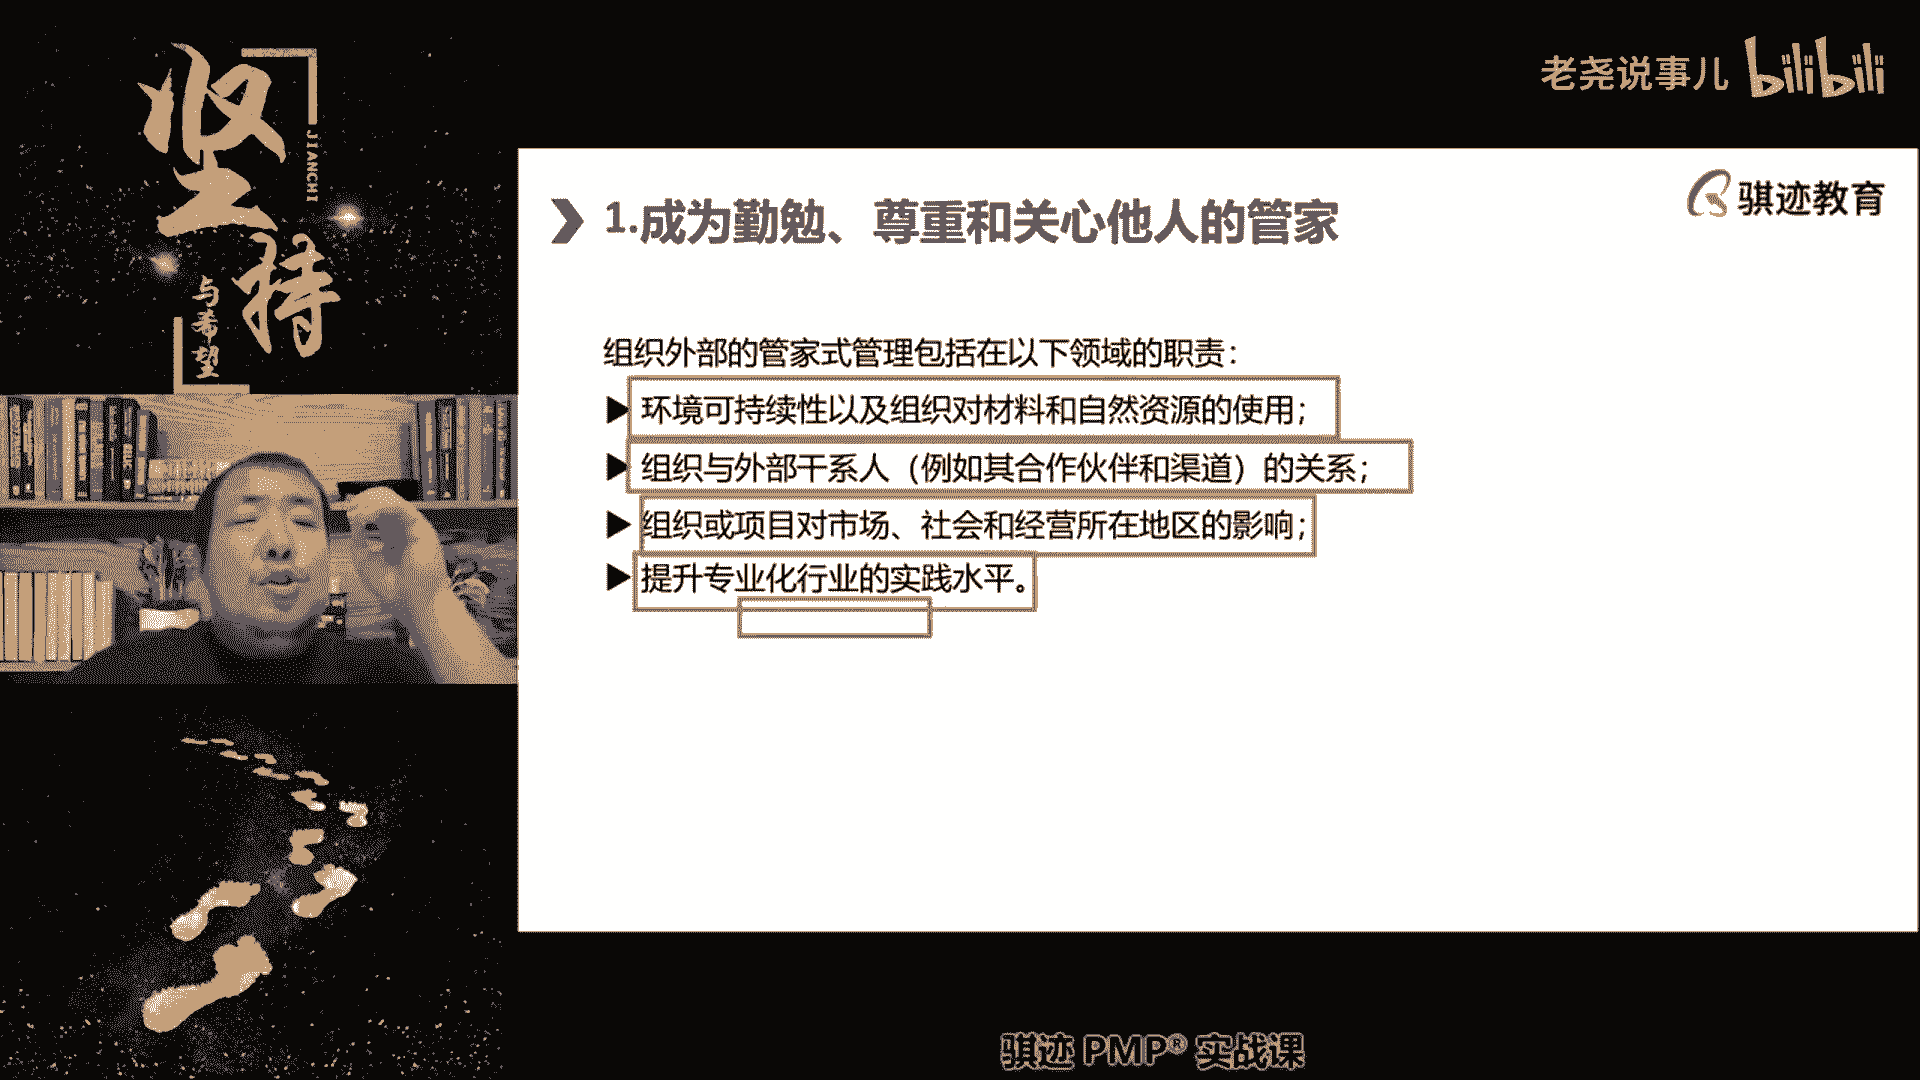 坚持
JIANCHI
与希望
老尧说事儿 bilibili
骐迹教育
1.成为勤勉、尊重和关心他人的管家
组织外部的管家式管理包括在以下领域的职责：
▶环境可持续性以及组织对材料和自然资源的使用；
▶组织与外部干系人（例如其合作伙伴和渠道）的关系；
▶组织或项目对市场、社会和经营所在地区的影响；
▶提升专业化行业的实践水平。
骐迹 PMP® 实战课